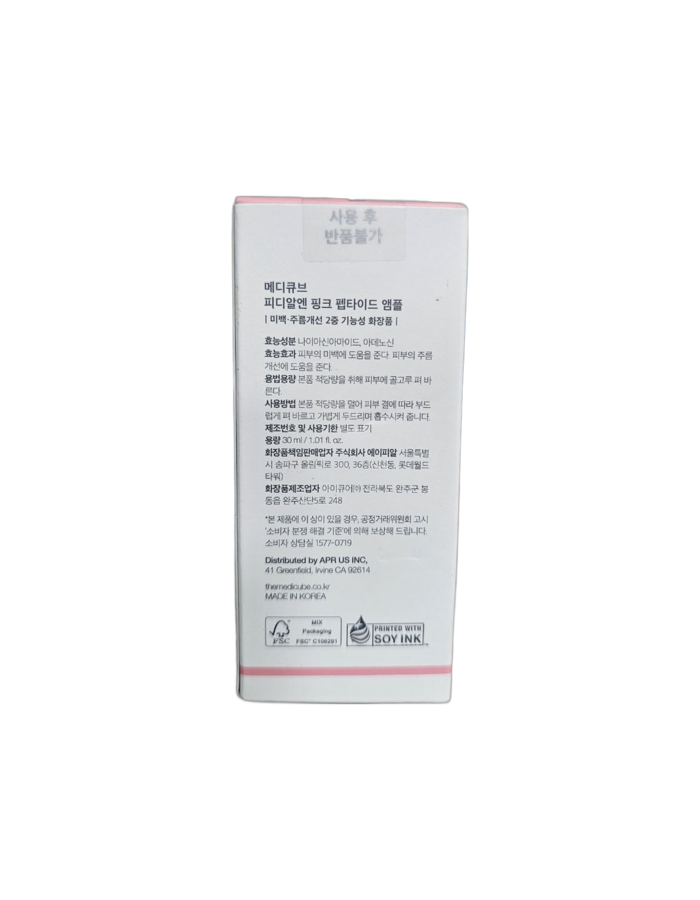 사용 후
반품불가
메디큐브
피디알엔 핑크 펩타이드 앰플
| 미백·주름개선 2중 기능성 화장품 |
효능성분 나이아신아마이드, 아데노신
효능효과 피부의 미백에 도움을 준다. 피부의 주름
개선에 도움을 준다.
용법용량 본품 적당량을 취해 피부에 골고루 펴 바
른다.
사용방법 본품 적당량을 덜어 피부 결에 따라 부드
럽게 펴 바르고 가볍게 두드리며 흡수시켜 줍니다.
제조번호 및 사용기한 별도 표기
용량 30 ml / 1.01 fl. oz.
화장품책임판매업자 주식회사 에이피알 서울특별
시 송파구 올림픽로 300, 36층(신천동, 롯데월드
타워)
화장품제조업자 아이큐어㈜ 전라북도 완주군 봉
동읍 완주산단5로 248
*본 제품에 이상이 있을 경우, 공정거래위원회 고시
'소비자 분쟁 해결 기준'에 의해 보상해 드립니다.
소비자 상담실 1577-0719
Distributed by APR US INC,
41 Greenfield, Irvine CA 92614
themedicube.co.kr
MADE IN KOREA
MIX
Packaging
FSC FSC® C108291
PRINTED WITH
SOY INK